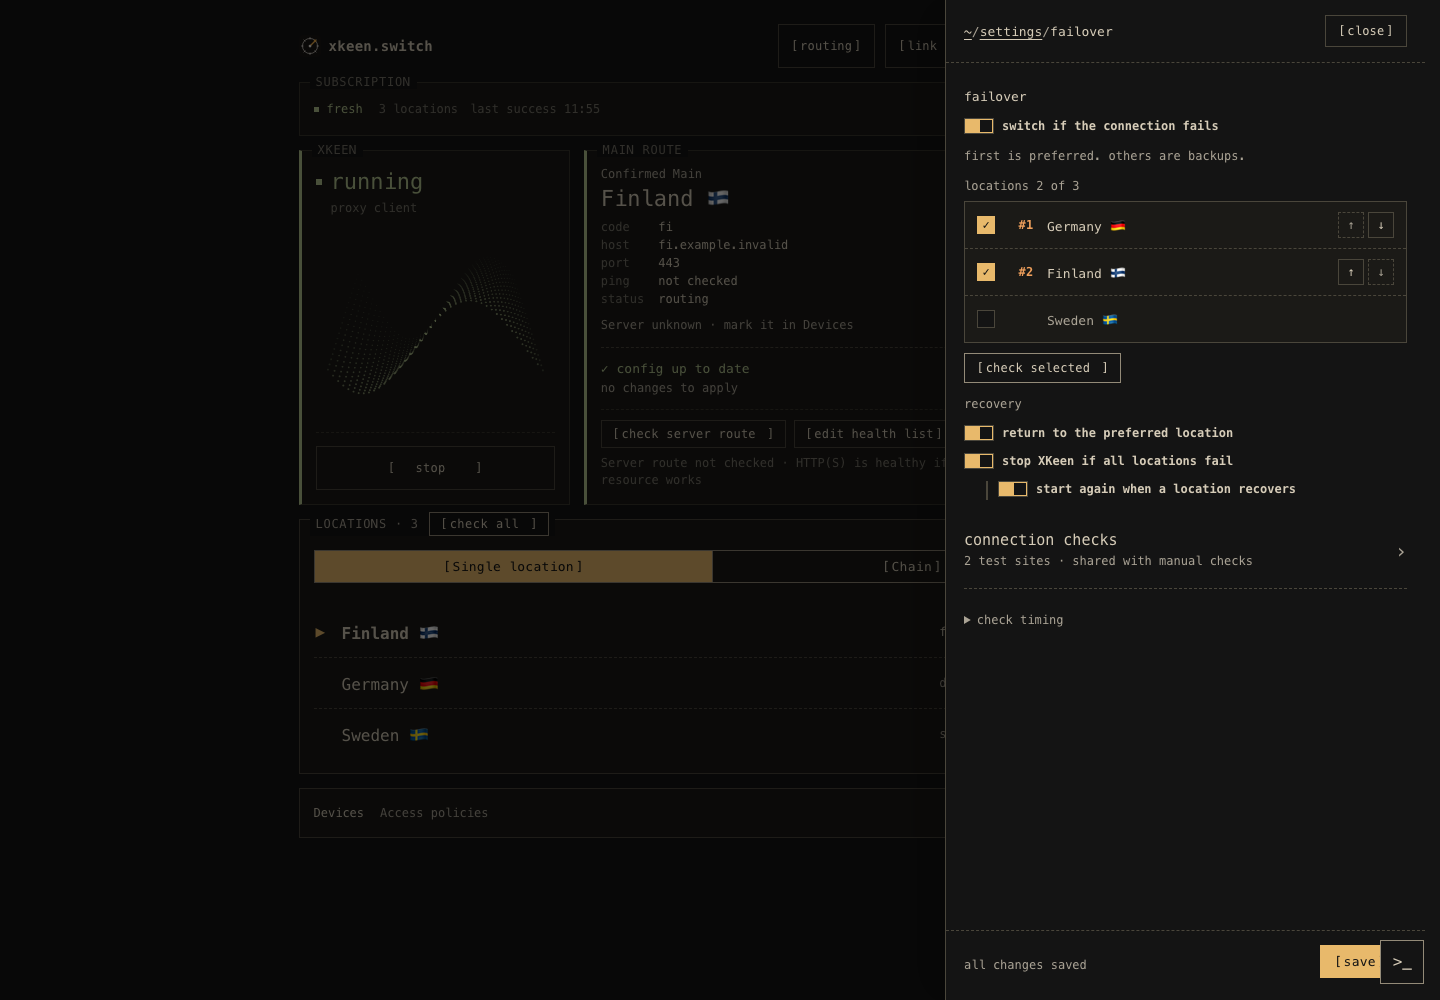 xkeen.switch
[routing]
[link
SUBSCRIPTION
fresh 3 locations last success 11:55
XKEEN
running
proxy client
[ stop ]
MAIN ROUTE
Confirmed Main
Finland
code fi
host fi.example.invalid
port 443
ping not checked
status routing
Server unknown · mark it in Devices
✓ config up to date
no changes to apply
[check server route ] [edit health list]
Server route not checked · HTTP(S) is healthy if
resource works
LOCATIONS · 3 [check all ]
[Single location] [Chain]
▶ Finland
Germany
Sweden
Devices Access policies
~/settings/failover
[close]
failover
switch if the connection fails
first is preferred. others are backups.
locations 2 of 3
✓ #1 Germany ↑ ↓
✓ #2 Finland ↑ ↓
Sweden
[check selected ]
recovery
return to the preferred location
stop XKeen if all locations fail
start again when a location recovers
connection checks
2 test sites · shared with manual checks
›
▶ check timing
all changes saved
[save
>_